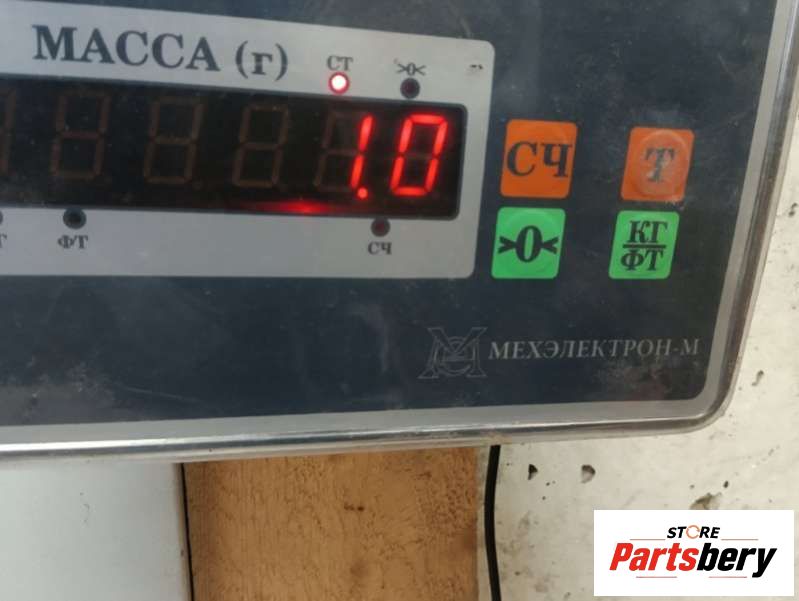 МАССА (г)
СТ
>0<
1.0
ФТ
СЧ
СЧ
Т
>0<
КГ
ФТ
МЕХЭЛЕКТРОН-М
STORE
Partsbery